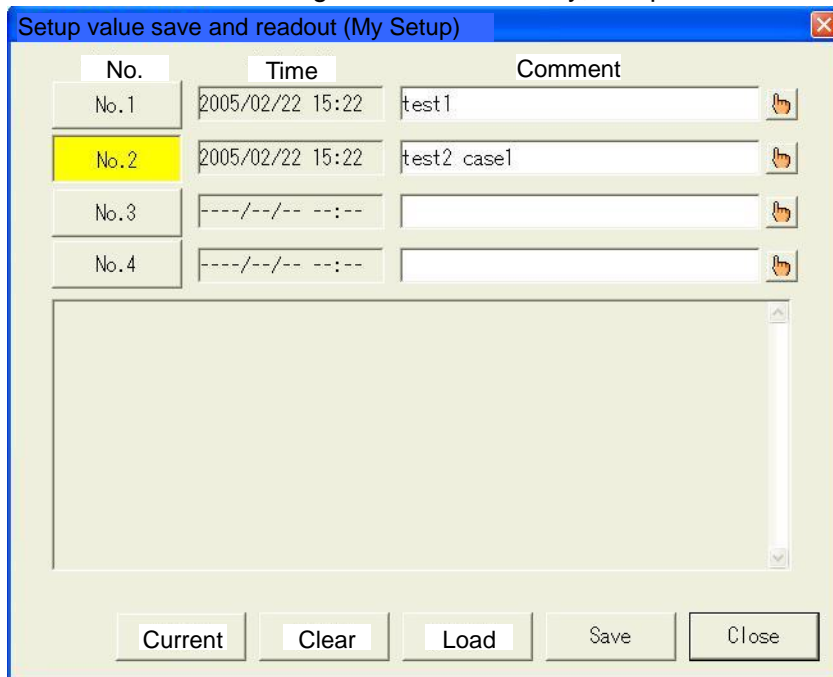 Setup value save and readout (My Setup)
No. Time Comment
No.1 2005/02/22 15:22 test1
No.2 2005/02/22 15:22 test2 case1
No.3 ----/--/-- --:--
No.4 ----/--/-- --:--
Current Clear Load Save Close